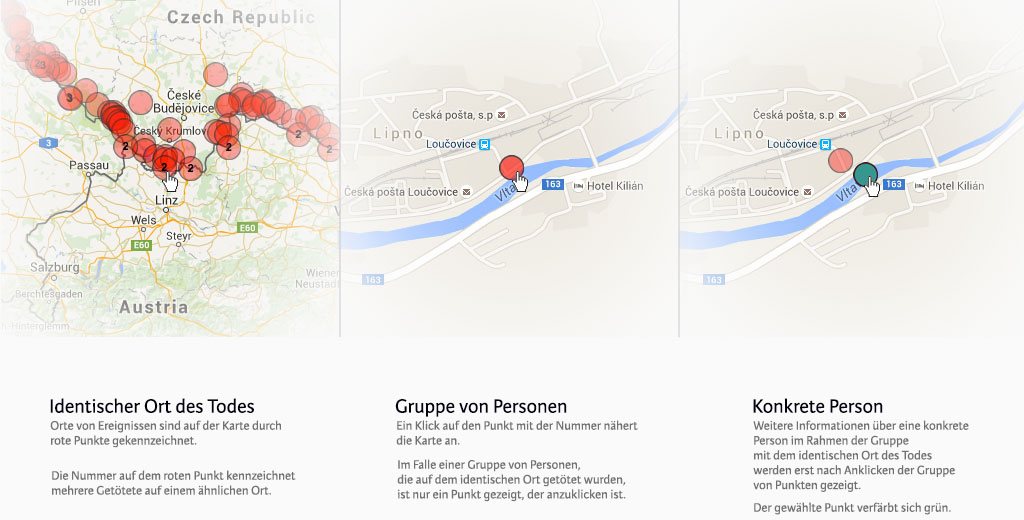 Czech Republic
2
2
3
3
České
Budějovice
Český Krumlov
2
2
3
2
2
2
2
Passau
Linz
Wels
E60
Steyr
E60
Salzburg
Wiener
Neustadt
Berchtesgaden
Austria
Hinterglemm
Česká pošta, s.p
Lipno
Loučovice
Česká pošta Loučovice
Vlta
163
Hotel Kilián
163
Česká pošta, s.p
Lipno
Loučovice
Česká pošta Loučovice
Vlta
163
Hotel Kilián
163
Identischer Ort des Todes
Orte von Ereignissen sind auf der Karte durch
rote Punkte gekennzeichnet.
Die Nummer auf dem roten Punkt kennzeichnet
mehrere Getötete auf einem ähnlichen Ort.
Gruppe von Personen
Ein Klick auf den Punkt mit der Nummer nähert
die Karte an.
Im Falle einer Gruppe von Personen,
die auf dem identischen Ort getötet wurden,
ist nur ein Punkt gezeigt, der anzuklicken ist.
Konkrete Person
Weitere Informationen über eine konkrete
Person im Rahmen der Gruppe
mit dem identischen Ort des Todes
werden erst nach Anklicken der Gruppe
von Punkten gezeigt.
Der gewählte Punkt verfärbt sich grün.